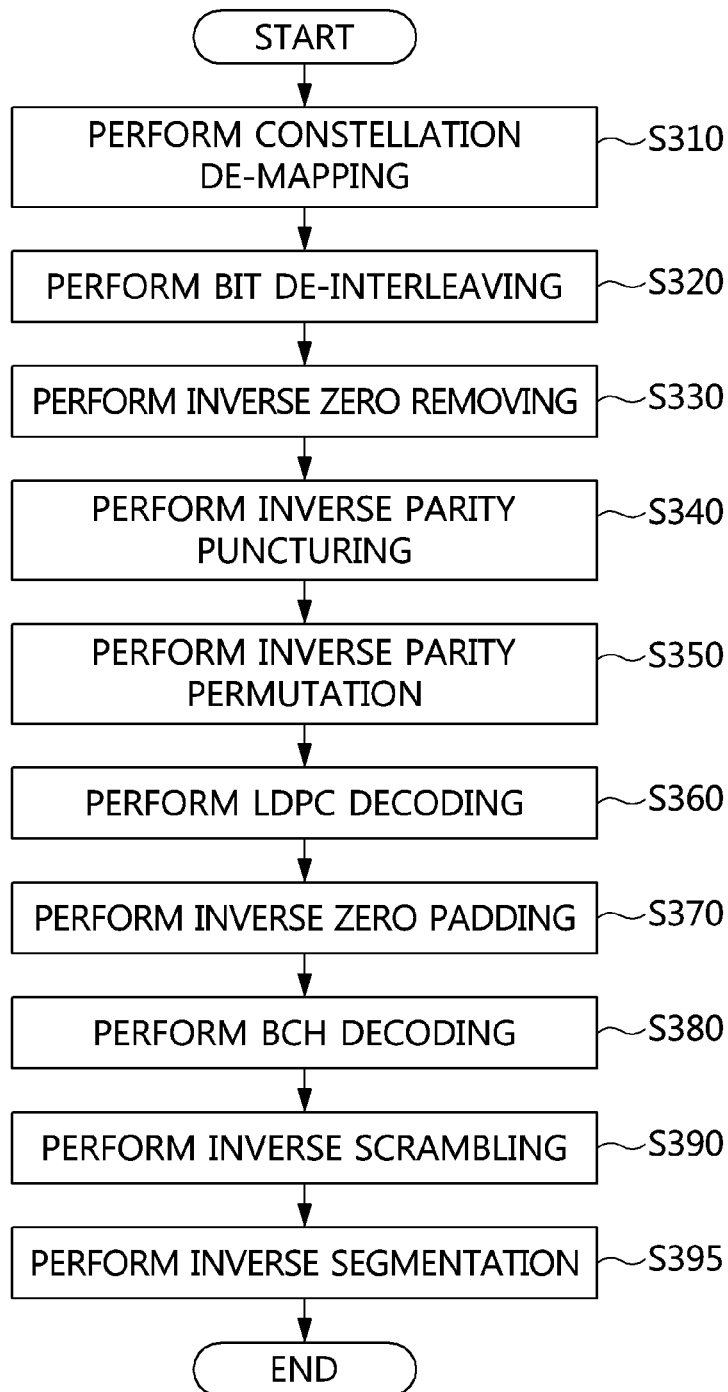 START
PERFORM CONSTELLATION
DE-MAPPING
S310
PERFORM BIT DE-INTERLEAVING
S320
PERFORM INVERSE ZERO REMOVING
S330
PERFORM INVERSE PARITY
PUNCTURING
S340
PERFORM INVERSE PARITY
PERMUTATION
S350
PERFORM LDPC DECODING
S360
PERFORM INVERSE ZERO PADDING
S370
PERFORM BCH DECODING
S380
PERFORM INVERSE SCRAMBLING
S390
PERFORM INVERSE SEGMENTATION
S395
END